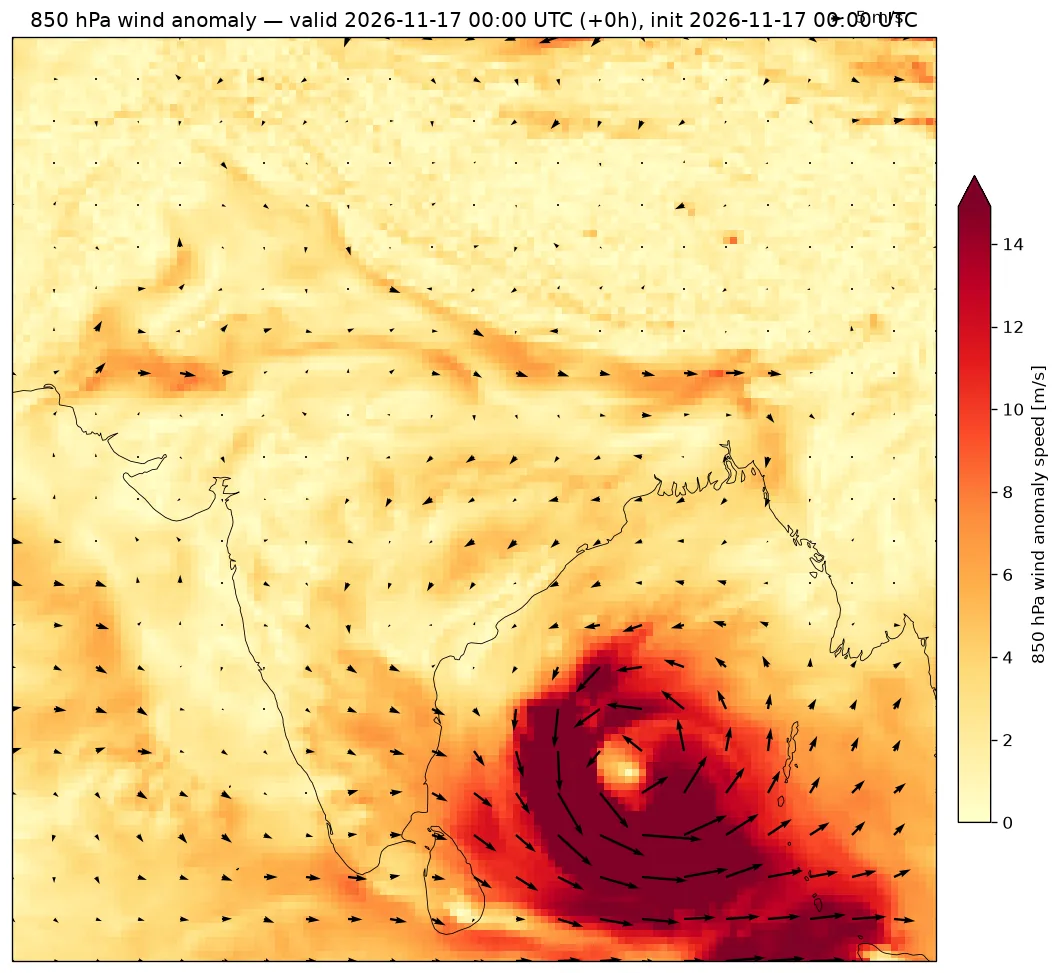 850 hPa wind anomaly — valid 2026-11-17 00:00 UTC (+0h), init 2026-11-17 00:00 UTC
5 m/s
14
12
10
8
6
4
2
0
850 hPa wind anomaly speed [m/s]